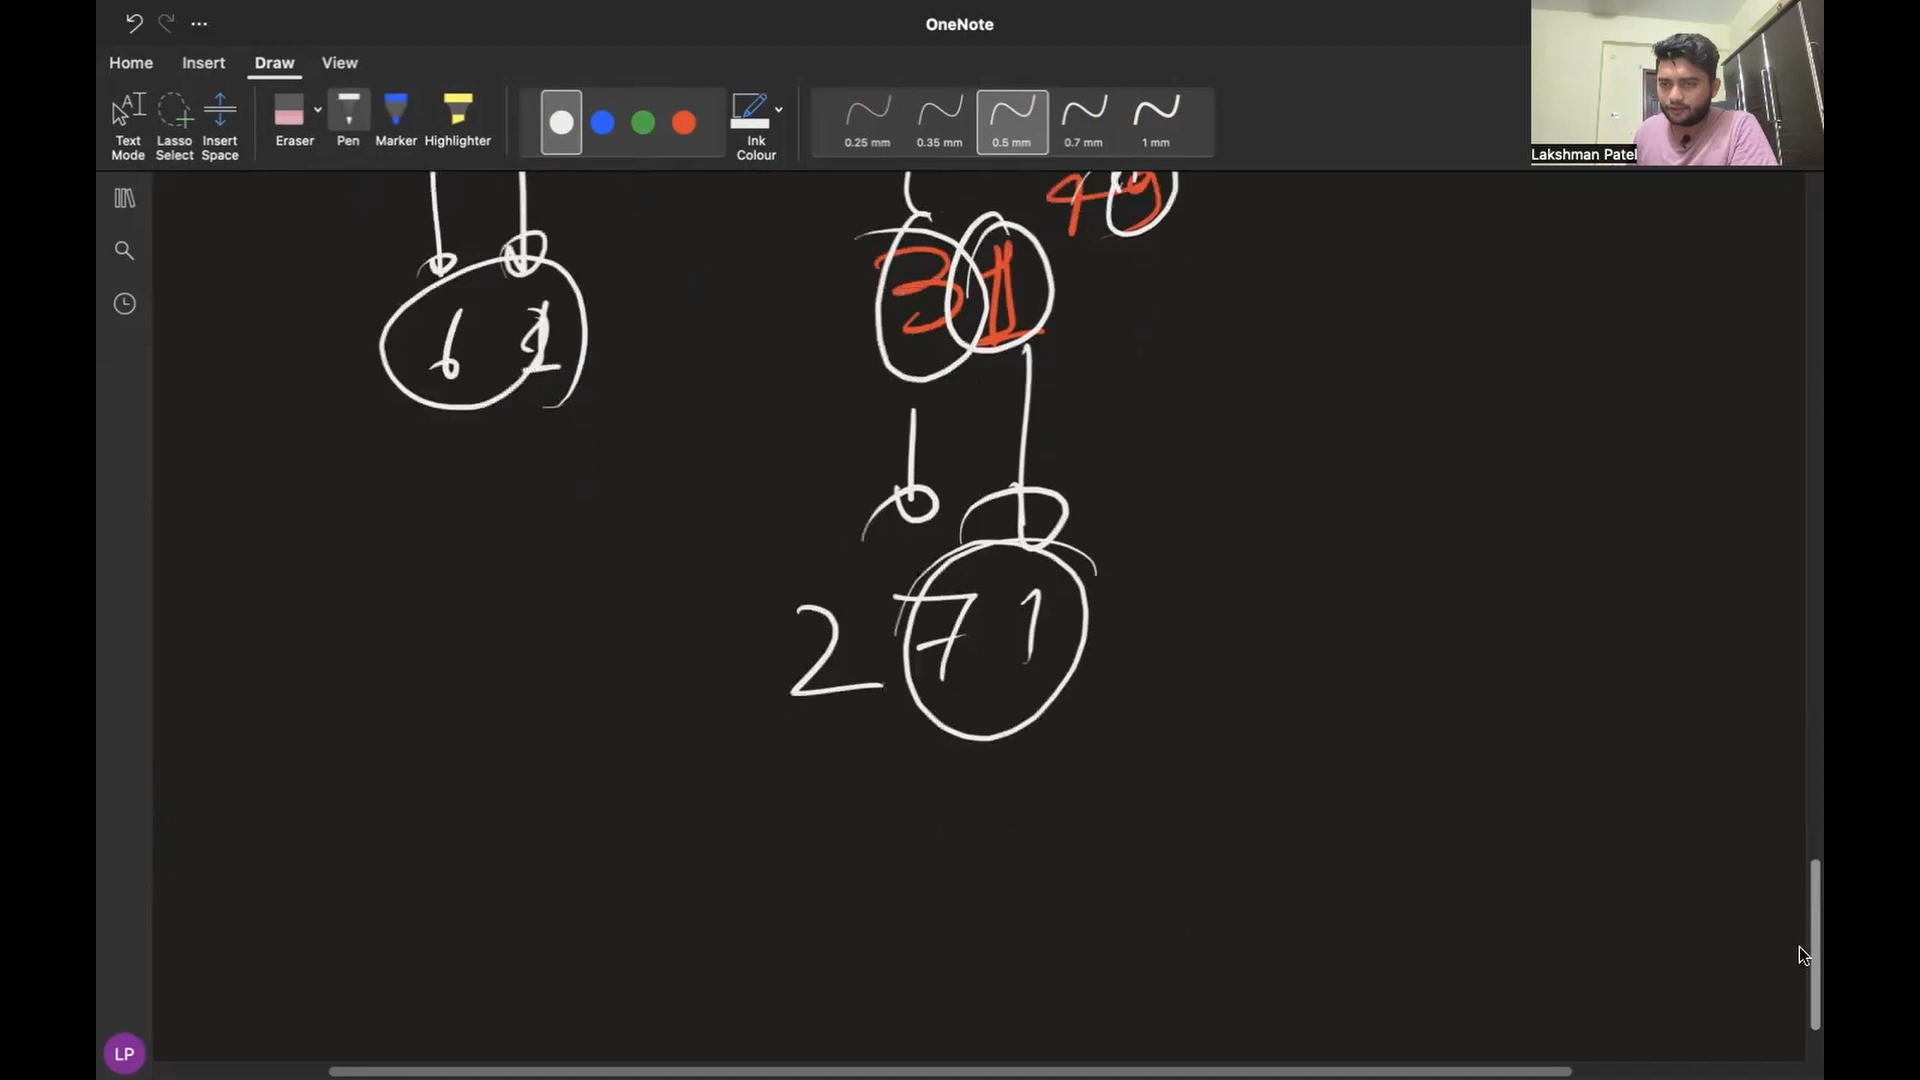 OneNote
Home Insert Draw View
Text Mode
Lasso Select
Insert Space
Eraser
Pen
Marker
Highlighter
Ink Colour
0.25 mm
0.35 mm
0.5 mm
0.7 mm
1 mm
Lakshman Patel
49
3 1
6 1
2 7 1
LP